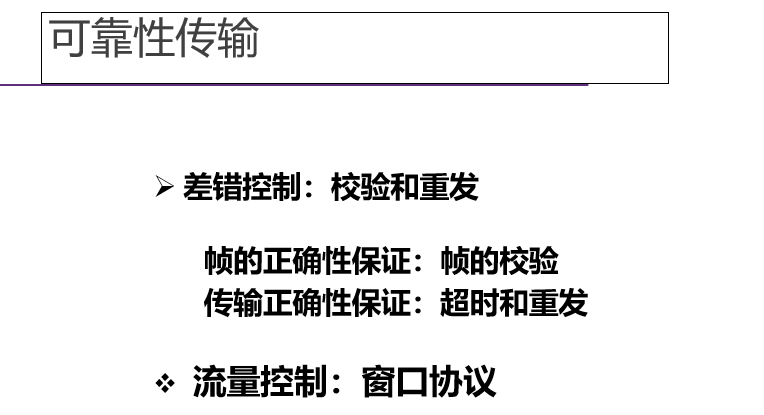 可靠性传输
差错控制：校验和重发
帧的正确性保证：帧的校验
传输正确性保证：超时和重发
流量控制：窗口协议